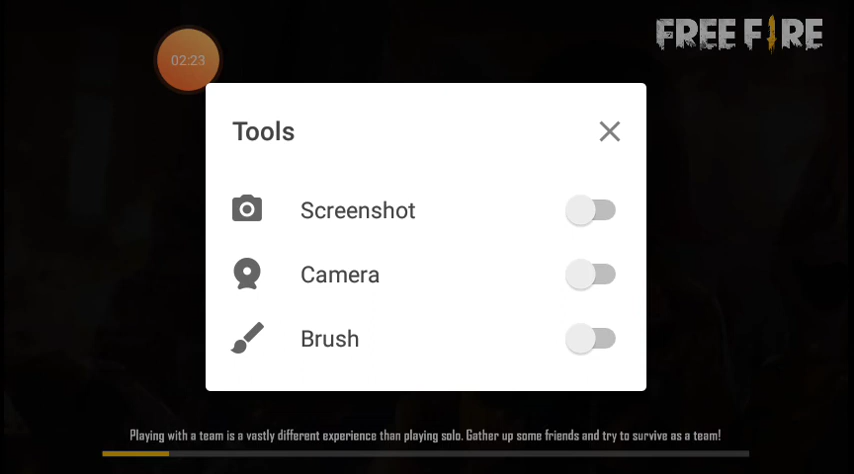 02:23
FREE FIRE
Tools
Screenshot
Camera
Brush
Playing with a team is a vastly different experience than playing solo. Gather up some friends and try to survive as a team!